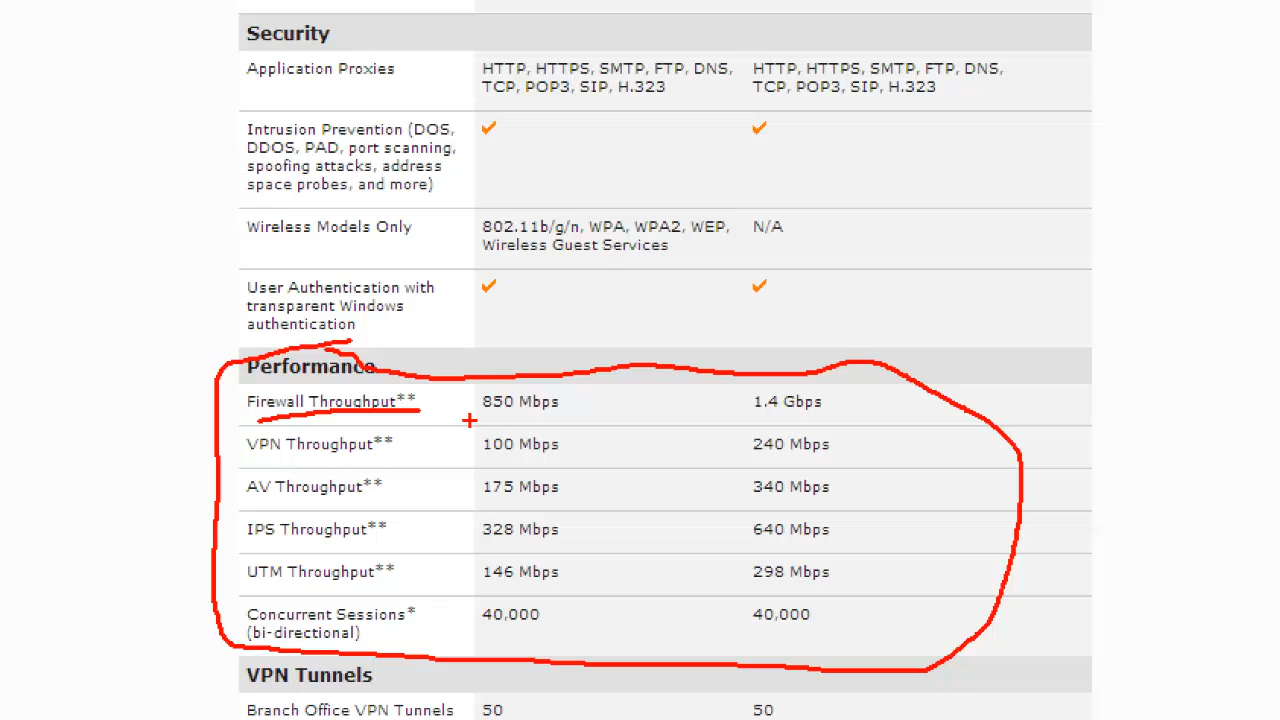 Security
Application Proxies
HTTP, HTTPS, SMTP, FTP, DNS,
TCP, POP3, SIP, H.323
HTTP, HTTPS, SMTP, FTP, DNS,
TCP, POP3, SIP, H.323
Intrusion Prevention (DOS,
DDOS, PAD, port scanning,
spoofing attacks, address
space probes, and more)
Wireless Models Only
802.11b/g/n, WPA, WPA2, WEP,
Wireless Guest Services
N/A
User Authentication with
transparent Windows
authentication
Performance
Firewall Throughput** 850 Mbps 1.4 Gbps
VPN Throughput** 100 Mbps 240 Mbps
AV Throughput** 175 Mbps 340 Mbps
IPS Throughput** 328 Mbps 640 Mbps
UTM Throughput** 146 Mbps 298 Mbps
Concurrent Sessions* 40,000 40,000
(bi-directional)
VPN Tunnels
Branch Office VPN Tunnels 50 50